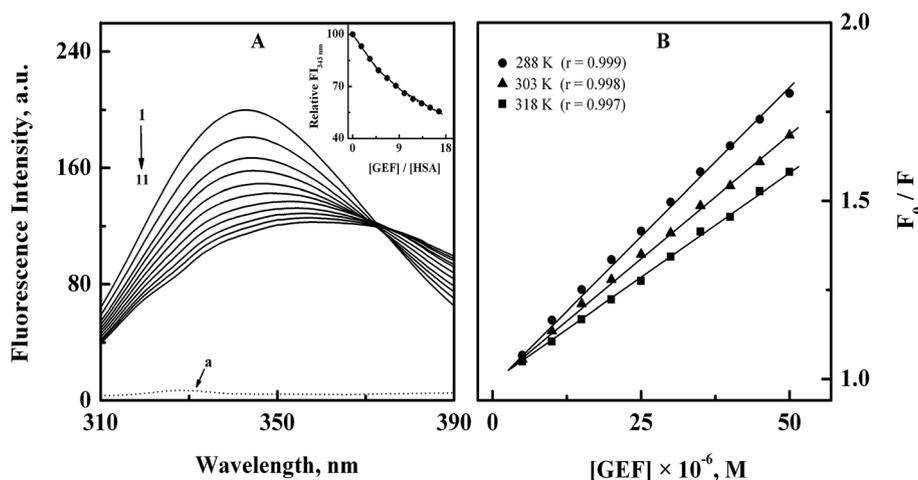 A
Fluorescence Intensity, a.u.
240
160
80
0
1
11
a
310
350
390
Wavelength, nm
Relative FI343 nm
100
70
40
0
9
18
[GEF] / [HSA]
B
288 K (r = 0.999)
303 K (r = 0.998)
318 K (r = 0.997)
2.0
1.5
1.0
F0 / F
0
25
50
[GEF] × 10-6, M